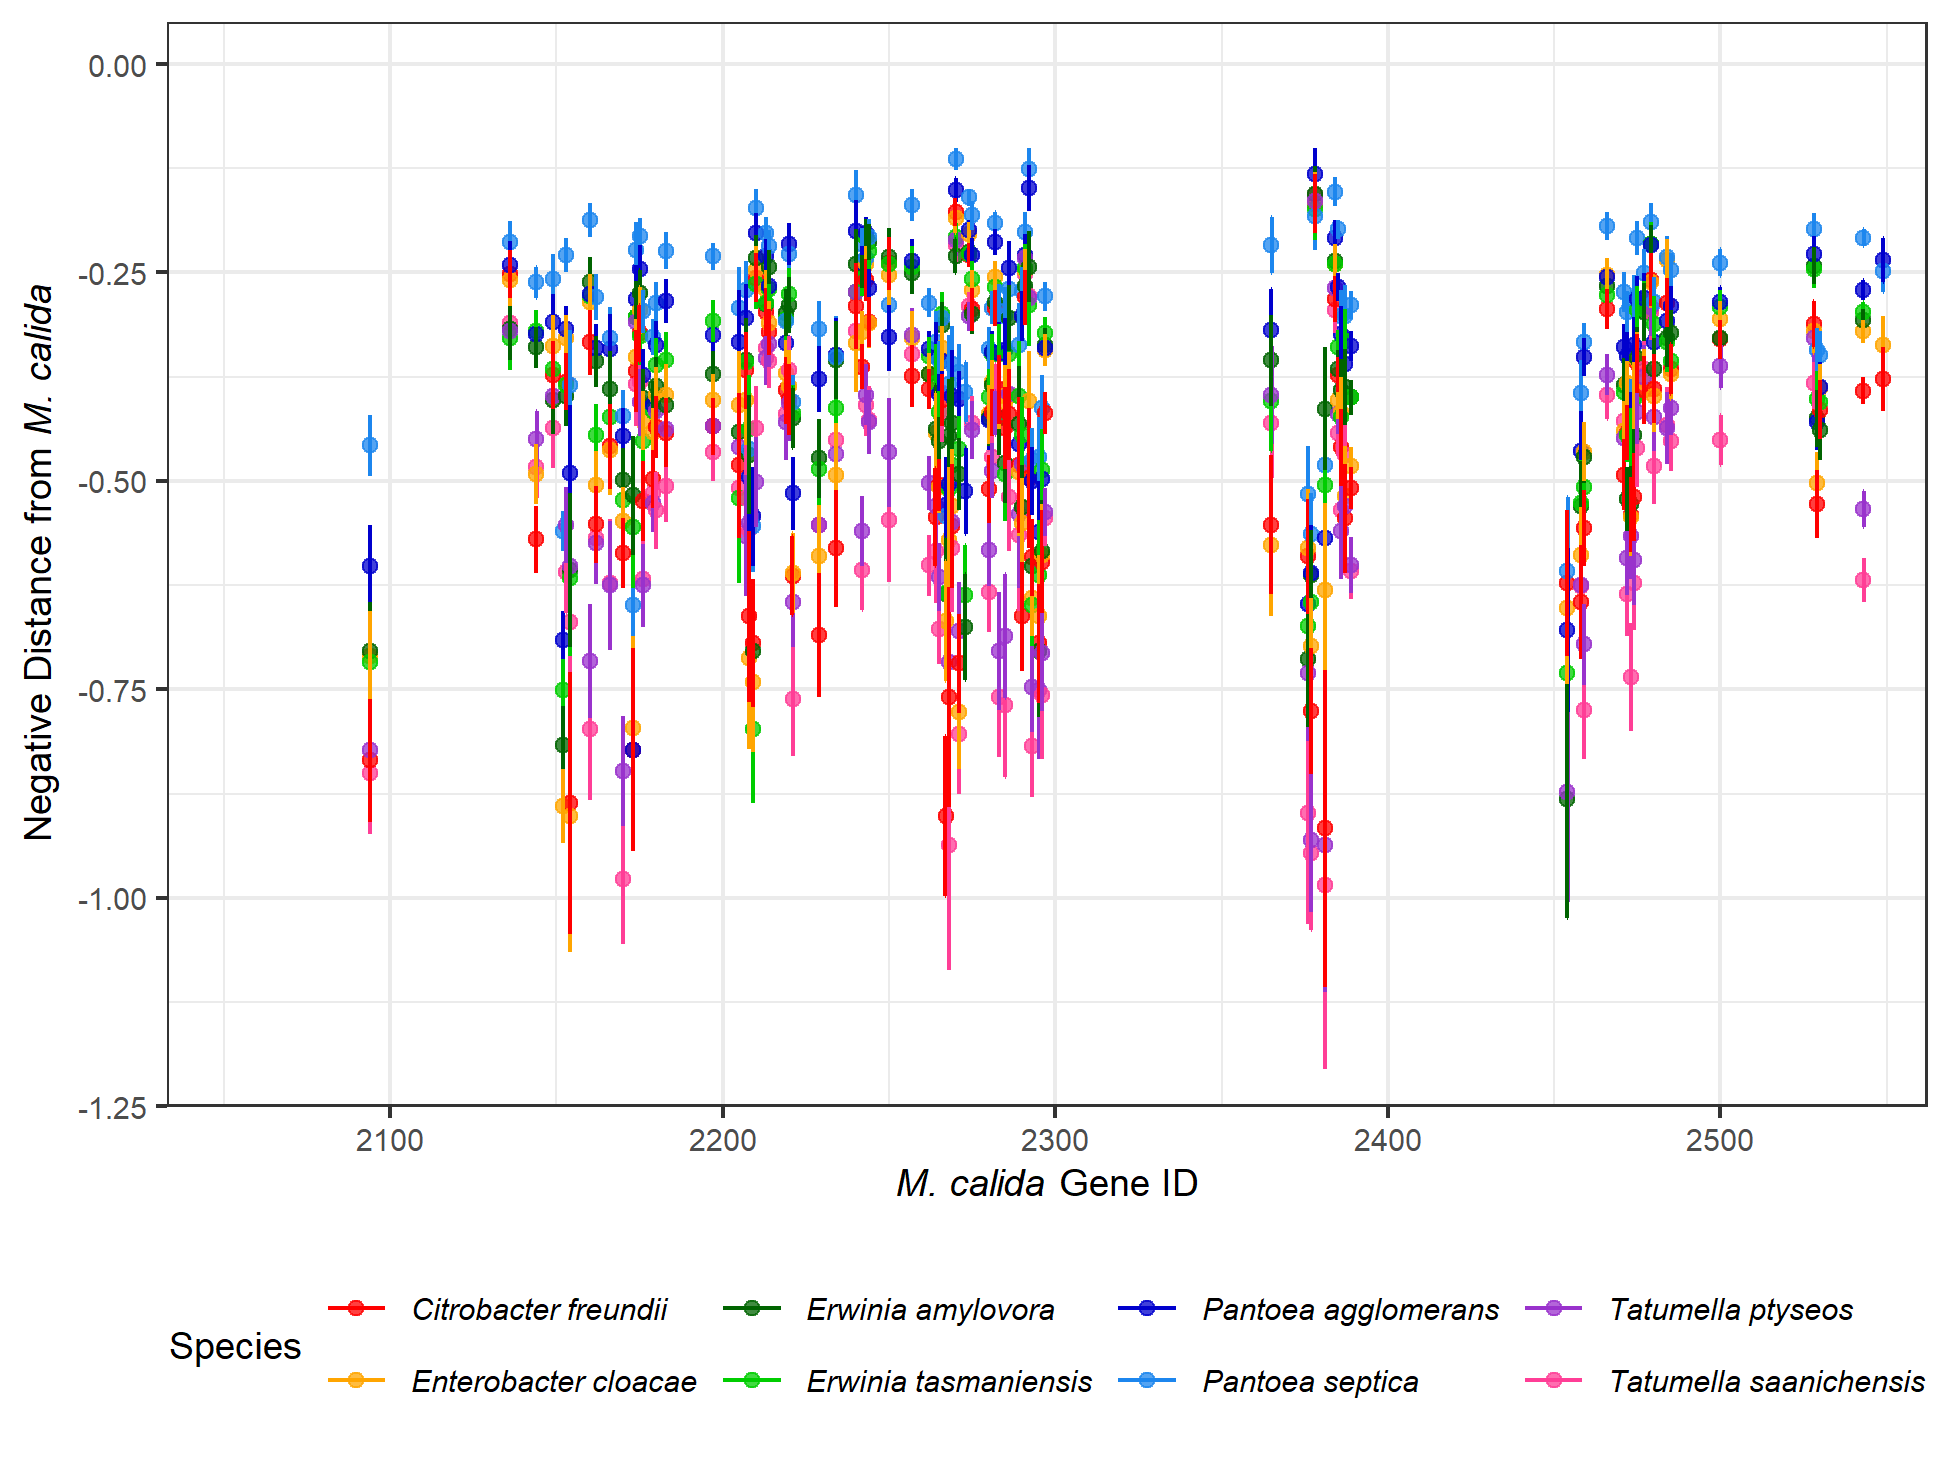 0.00
-0.25
-0.50
-0.75
-1.00
-1.25
Negative Distance from M. calida
2100 2200 2300 2400 2500
M. calida Gene ID
Species
Citrobacter freundii Erwinia amylovora Pantoea agglomerans Tatumella ptyseos
Enterobacter cloacae Erwinia tasmaniensis Pantoea septica Tatumella saanichensis